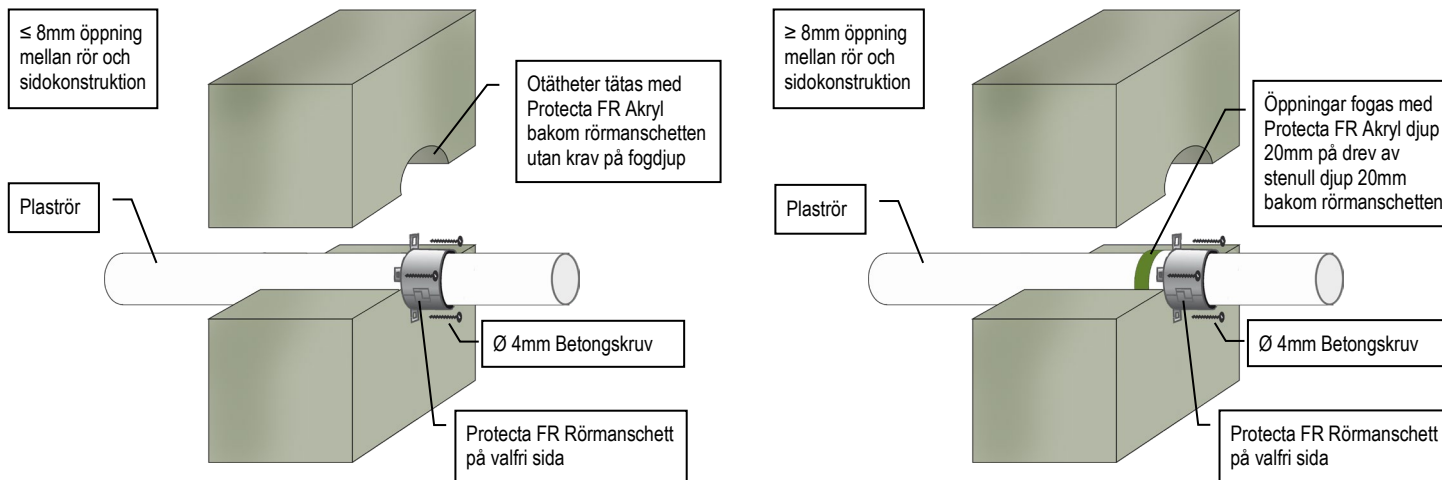 ≤ 8mm öppning
mellan rör och
sidokonstruktion
Otätheter tätas med
Protecta FR Akryl
bakom rörmanschetten
utan krav på fogdjup
Plaströr
Ø 4mm Betongskruv
Protecta FR Rörmanschett
på valfri sida
≥ 8mm öppning
mellan rör och
sidokonstruktion
Öppningar fogas med
Protecta FR Akryl djup
20mm på drev av
stenull djup 20mm
bakom rörmanschetten
Plaströr
Ø 4mm Betongskruv
Protecta FR Rörmanschett
på valfri sida